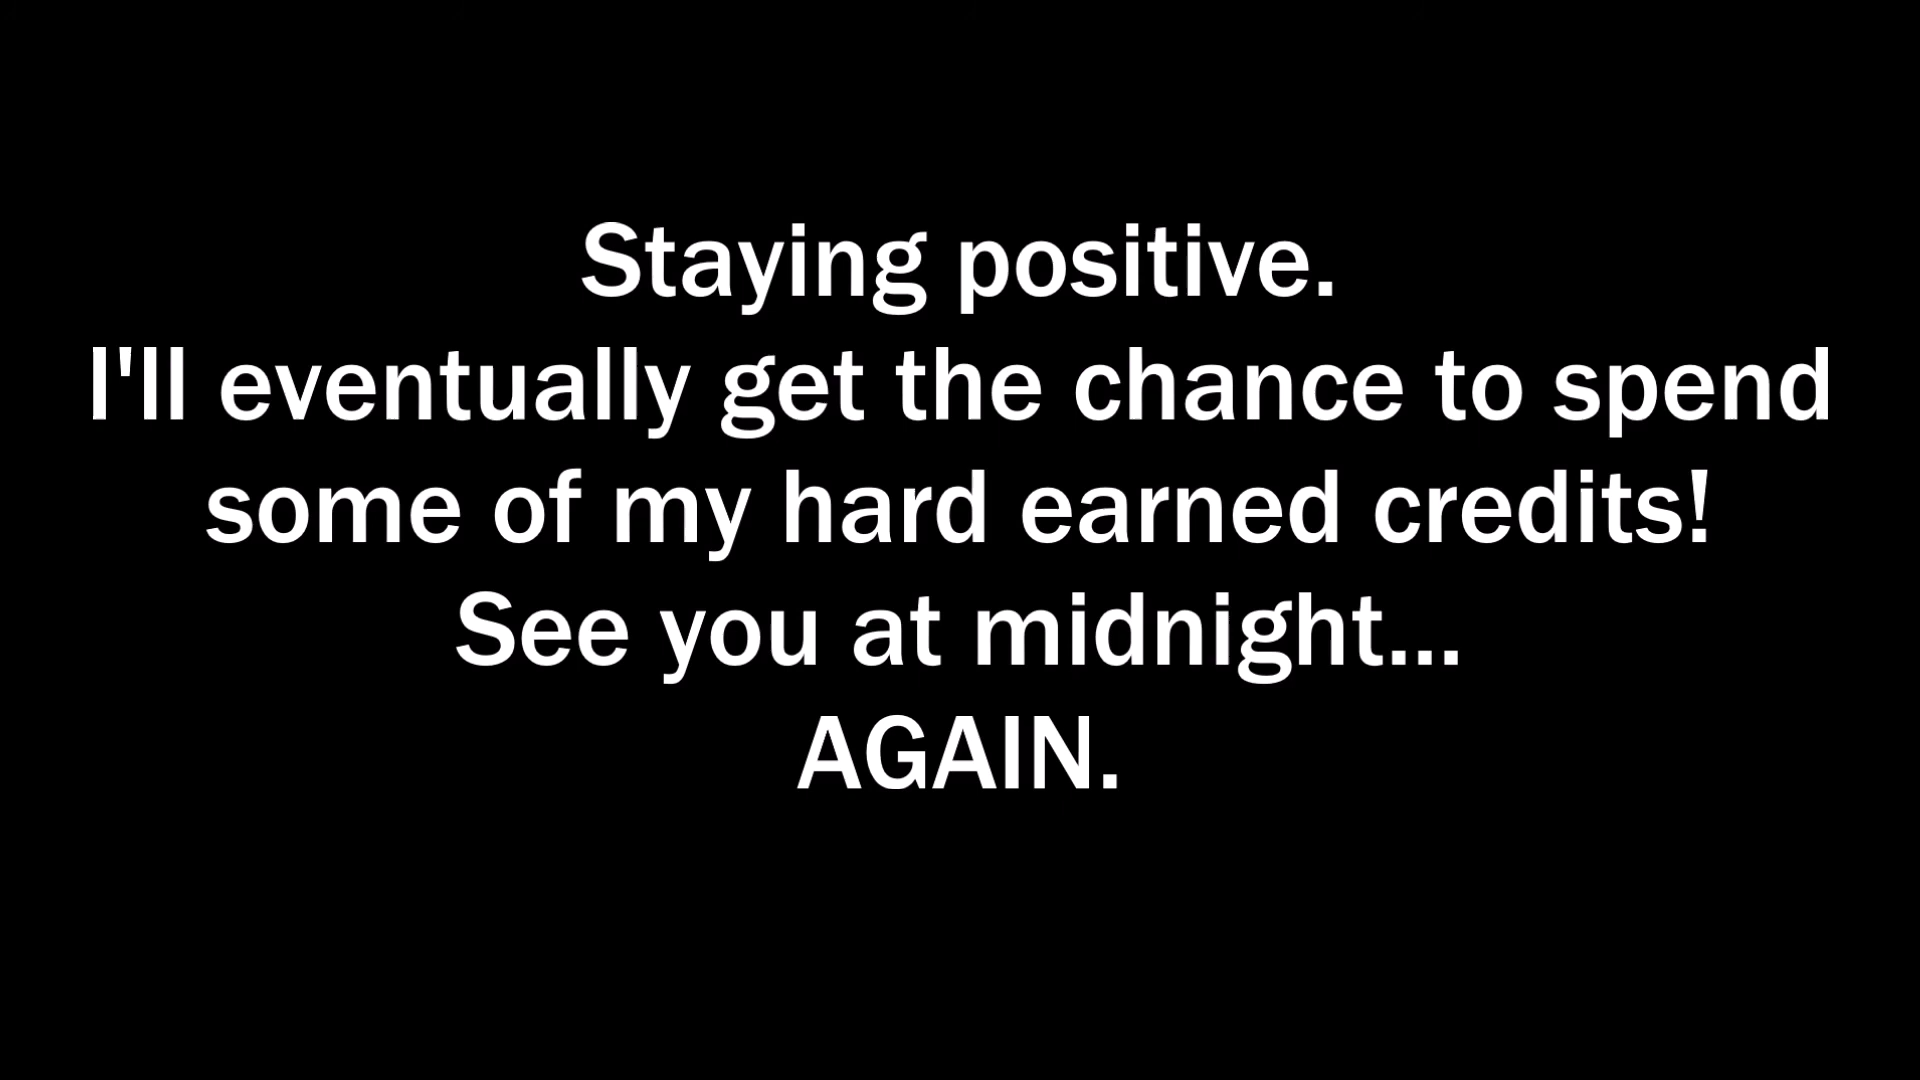 Staying positive.
I'll eventually get the chance to spend
some of my hard earned credits!
See you at midnight...
AGAIN.